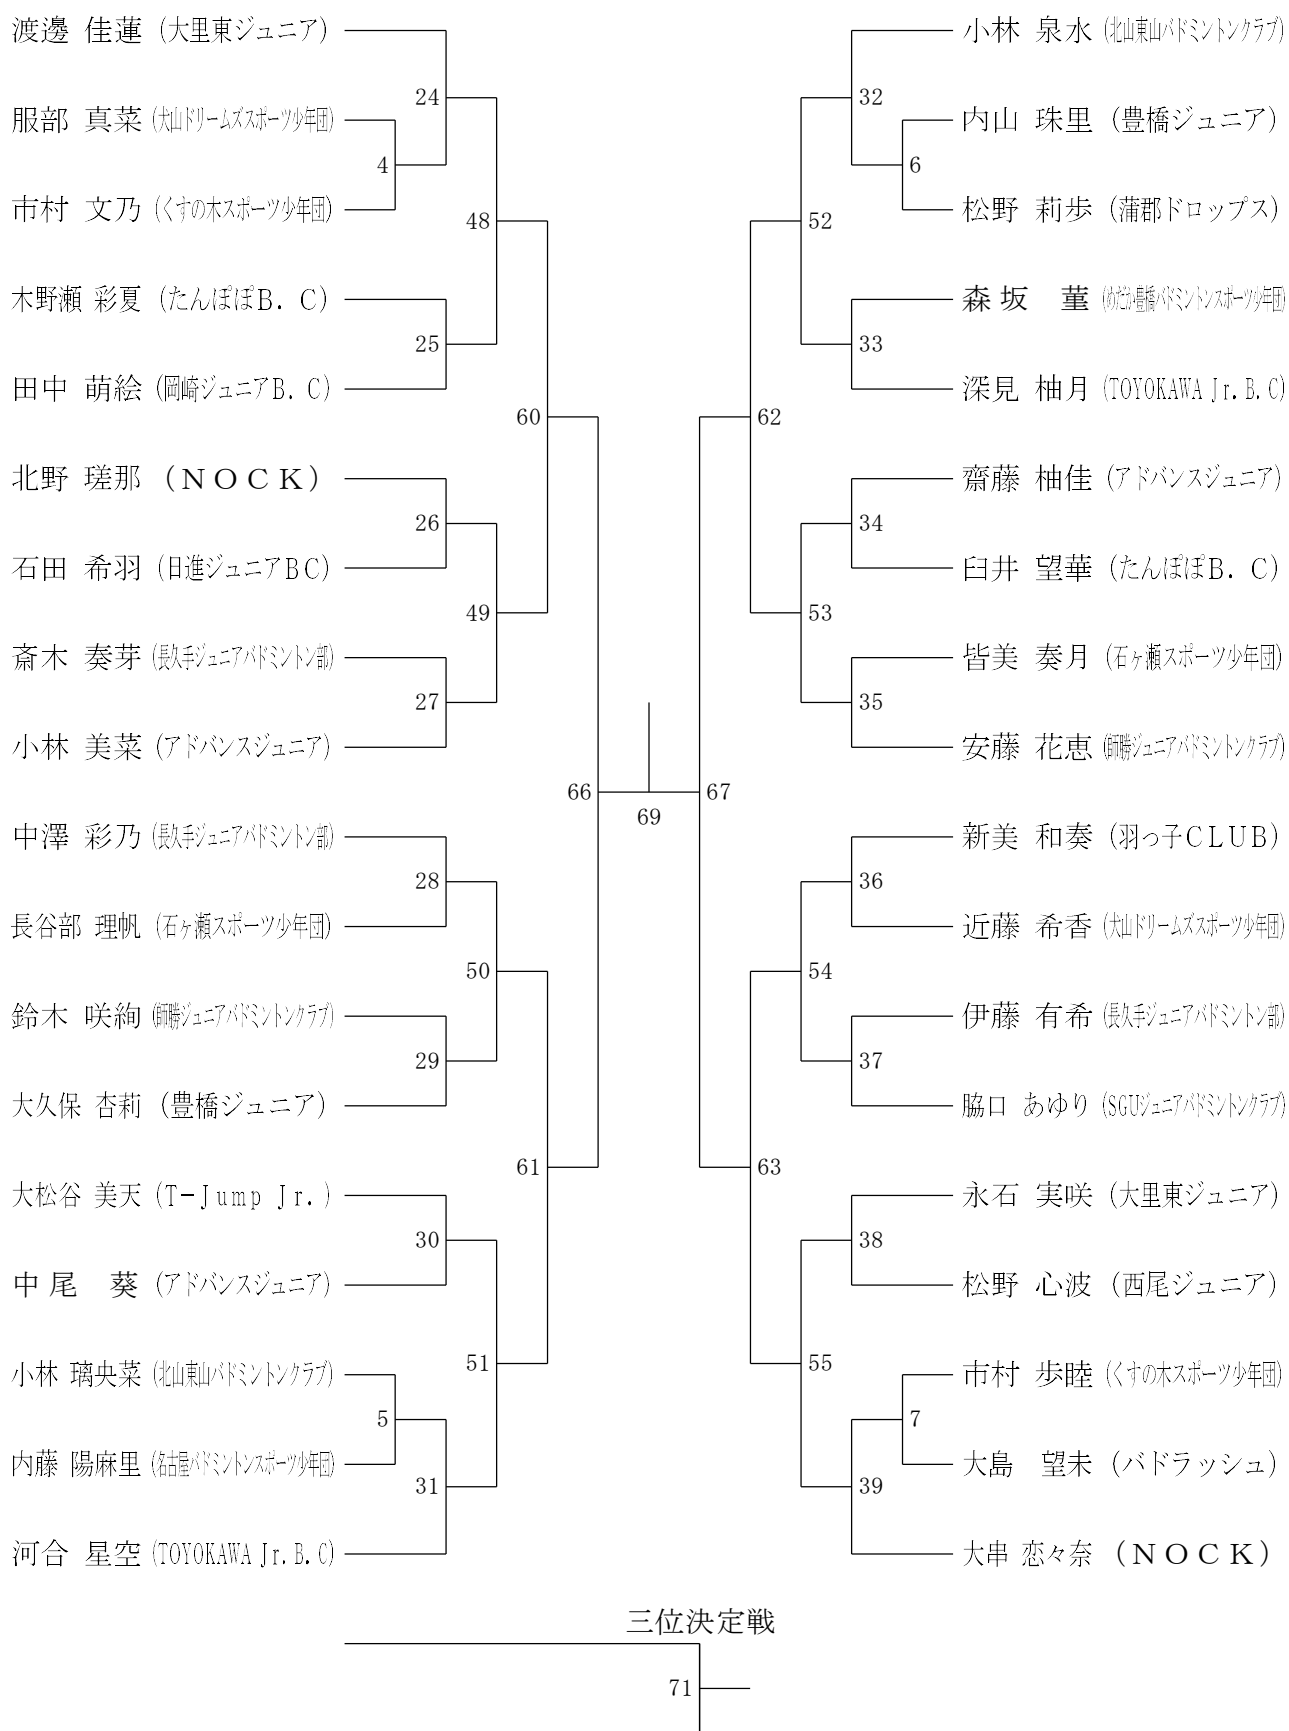 渡邊 佳蓮 (大里東ジュニア)
24
服部 真菜 (犬山ドリームズスポーツ少年団)
4
市村 文乃 (くすの木スポーツ少年団)
48
木野瀬 彩夏 (たんぽぽB. C)
25
田中 萌絵 (岡崎ジュニアB. C)
60
北野 瑳那 (NOCK)
26
石田 希羽 (日進ジュニアBC)
49
斎木 奏芽 (長久手ジュニアバドミントン部)
27
小林 美菜 (アドバンスジュニア)
66
中澤 彩乃 (長久手ジュニアバドミントン部)
28
長谷部 理帆 (石ヶ瀬スポーツ少年団)
50
鈴木 咲絢 (師勝ジュニアバドミントンクラブ)
29
大久保 杏莉 (豊橋ジュニア)
61
大松谷 美天 (T-Jump Jr.)
30
中尾 葵 (アドバンスジュニア)
51
小林 璃央菜 (北山東山バドミントンクラブ)
5
内藤 陽麻里 (名古屋バドミントンスポーツ少年団)
31
河合 星空 (TOYOKAWA Jr. B. C)
69
小林 泉水 (北山東山バドミントンクラブ)
32
内山 珠里 (豊橋ジュニア)
6
松野 莉歩 (蒲郡ドロップス)
52
森坂 菫 (めだか豊橋バドミントンスポーツ少年団)
33
深見 柚月 (TOYOKAWA Jr. B. C)
62
齋藤 柚佳 (アドバンスジュニア)
34
臼井 望華 (たんぽぽB. C)
53
皆美 奏月 (石ヶ瀬スポーツ少年団)
35
安藤 花恵 (師勝ジュニアバドミントンクラブ)
67
新美 和奏 (羽っ子CLUB)
36
近藤 希香 (犬山ドリームズスポーツ少年団)
54
伊藤 有希 (長久手ジュニアバドミントン部)
37
脇口 あゆり (SGUジュニアバドミントンクラブ)
63
永石 実咲 (大里東ジュニア)
38
松野 心波 (西尾ジュニア)
55
市村 歩睦 (くすの木スポーツ少年団)
7
大島 望未 (バドラッシュ)
39
大串 恋々奈 (NOCK)
三位決定戦
71